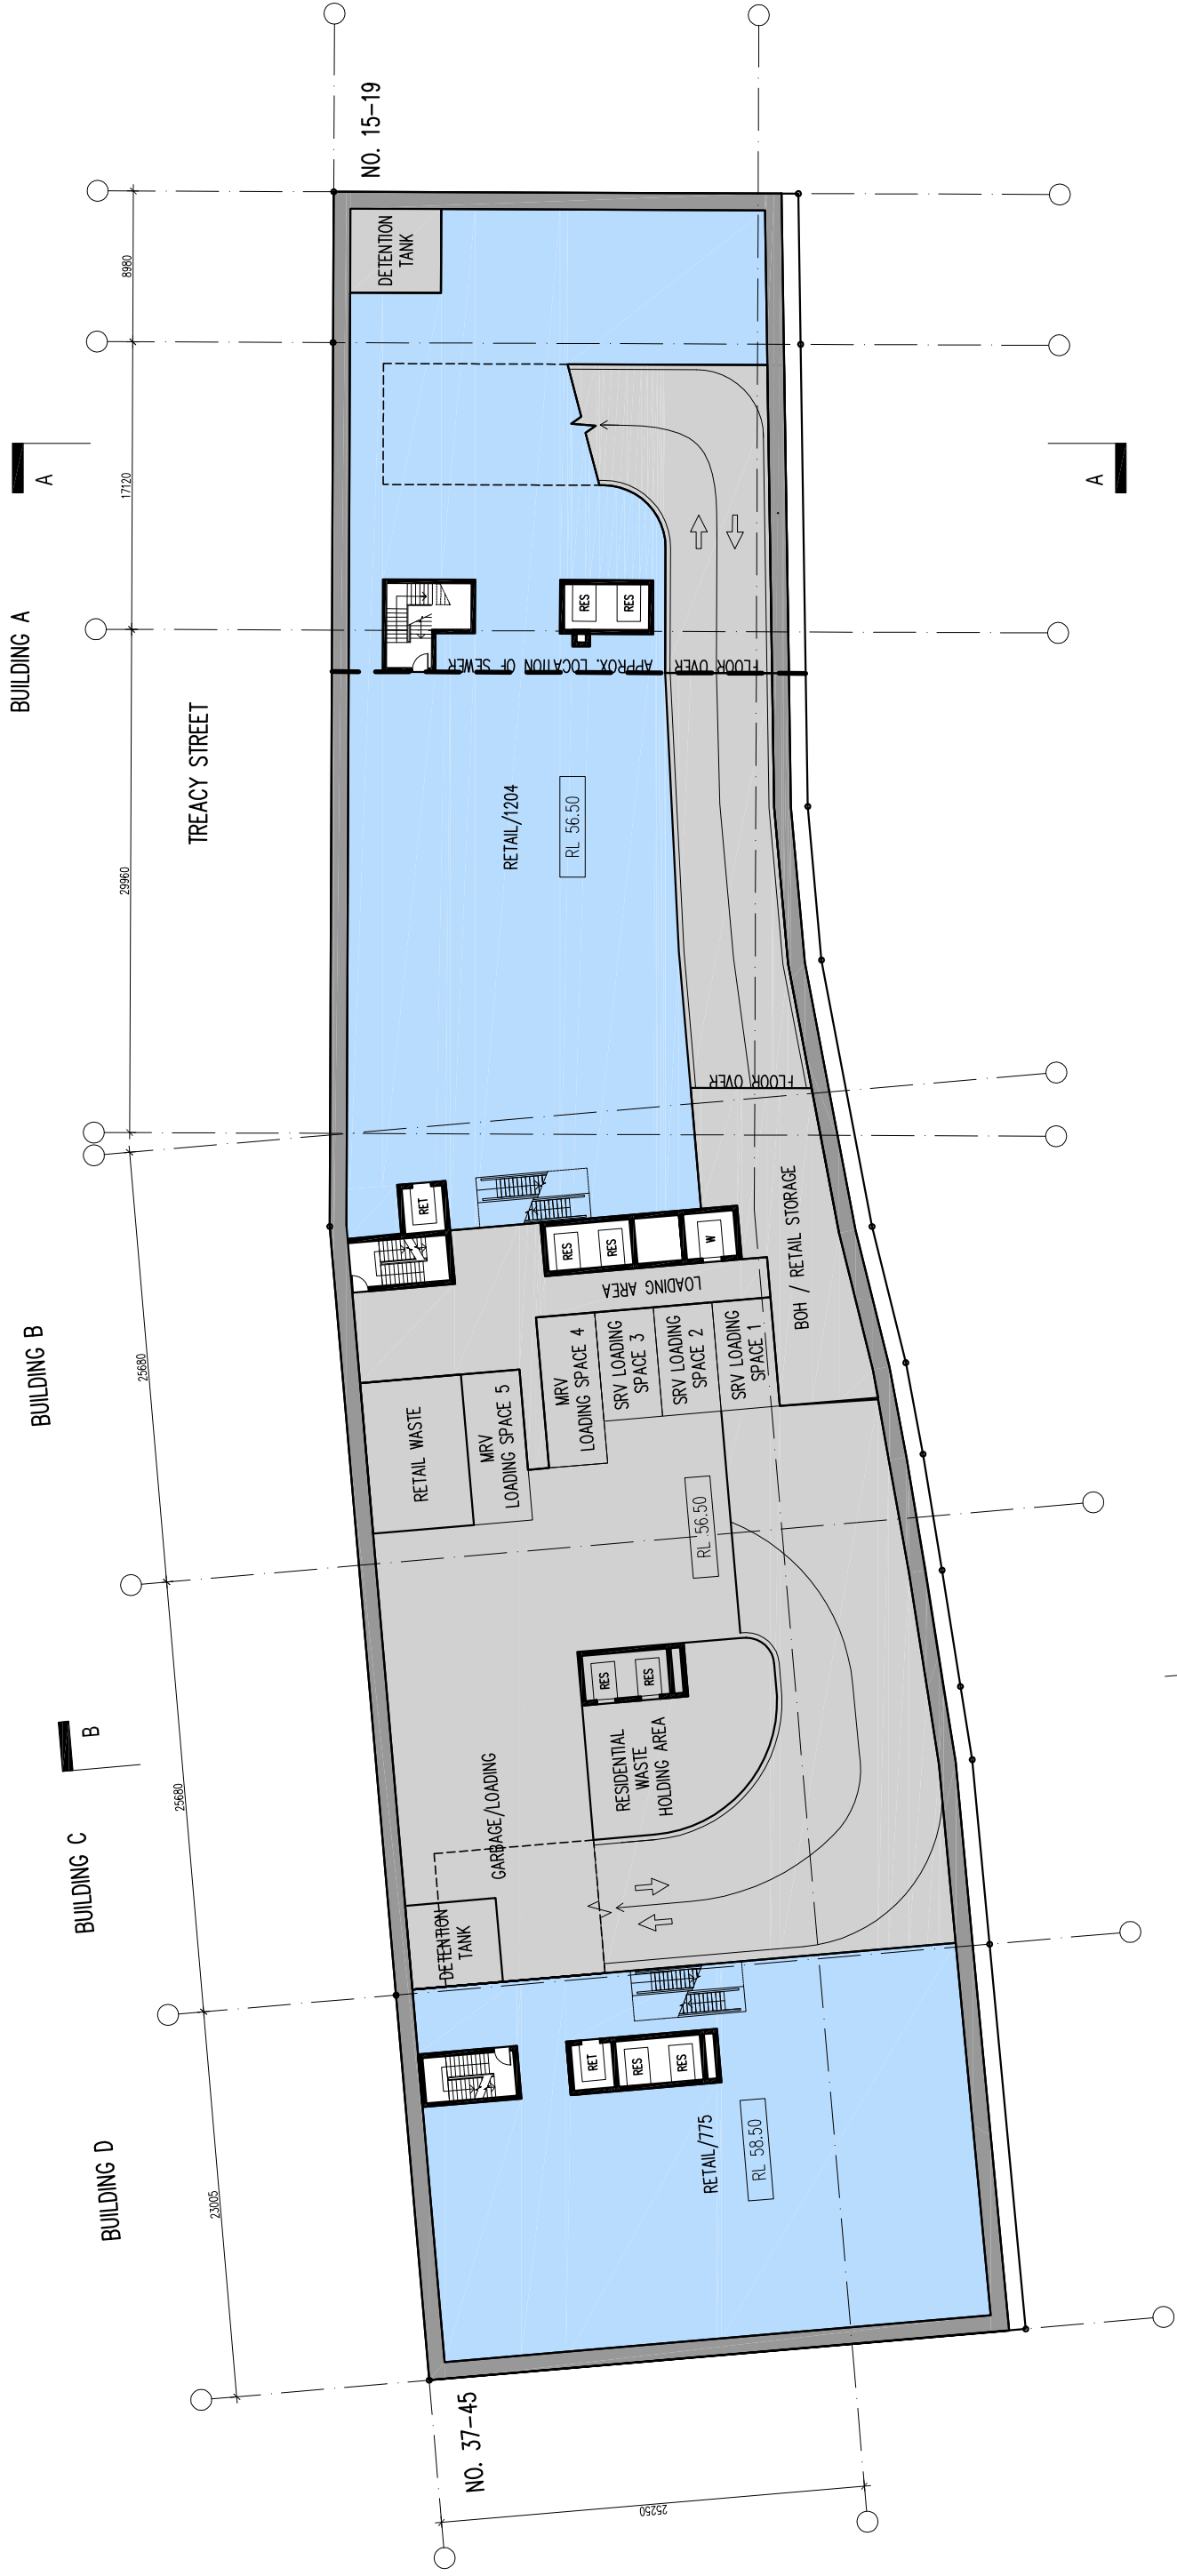 NO. 15-19
DETENTION
TANK
8980
A
A
17120
BUILDING A
RES
RES
APPROX. LOCATION OF SEWER
FLOOR OVER
TREACY STREET
RETAIL/1204
RL 56.50
29960
FLOOR OVER
RET
RES
RES
W
LOADING AREA
BOH / RETAIL STORAGE
BUILDING B
25680
RETAIL WASTE
MRV
LOADING SPACE 5
MRV
LOADING SPACE 4
SRV LOADING
SPACE 3
SRV LOADING
SPACE 2
SRV LOADING
SPACE 1
RL 56.50
B
RES
RES
RESIDENTIAL
WASTE
HOLDING AREA
GARBAGE/LOADING
25680
BUILDING C
DETENTION
TANK
RET
RES
RES
RETAIL/775
RL 58.50
BUILDING D
23005
NO. 37-45
25250